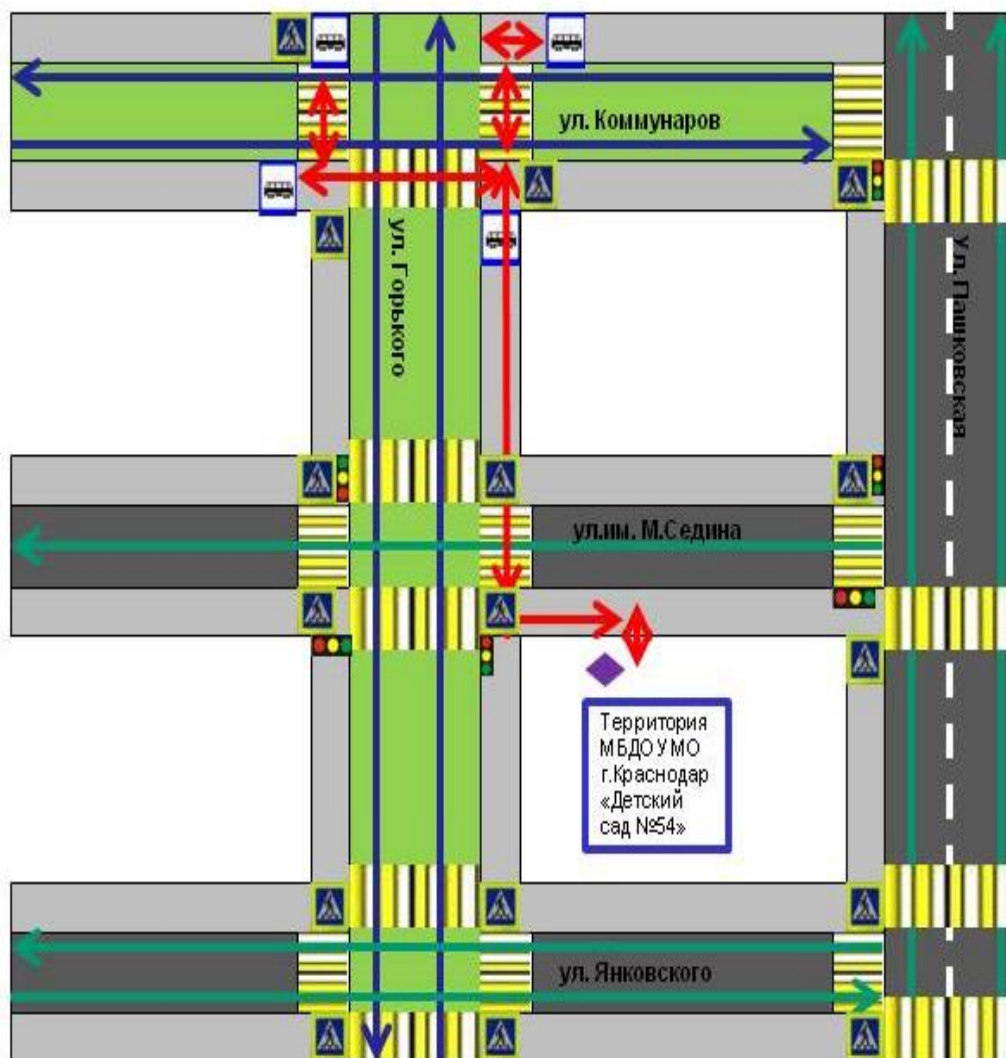 ул. Коммунаров
ул. Горького
Ул. Пашковская
ул.им. М.Седина
Территория
МБДОУ МО
г.Краснодар
«Детский
сад №54»
ул. Янковского